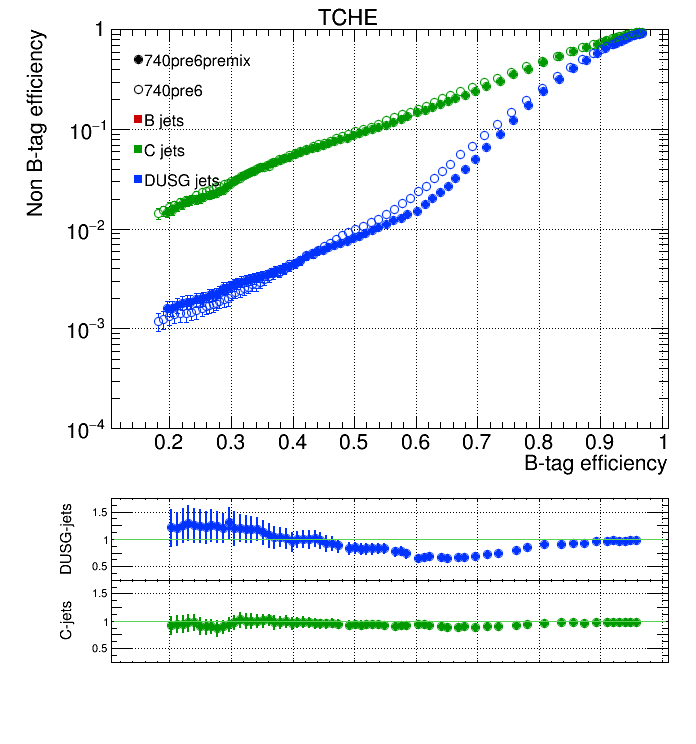 TCHE
Non B-tag efficiency
1
10⁻¹
10⁻²
10⁻³
10⁻⁴
740pre6premix
740pre6
B jets
C jets
DUSG jets
0.2 0.3 0.4 0.5 0.6 0.7 0.8 0.9 1
B-tag efficiency
DUSG-jets
1.5
1
0.5
C-jets
1.5
1
0.5